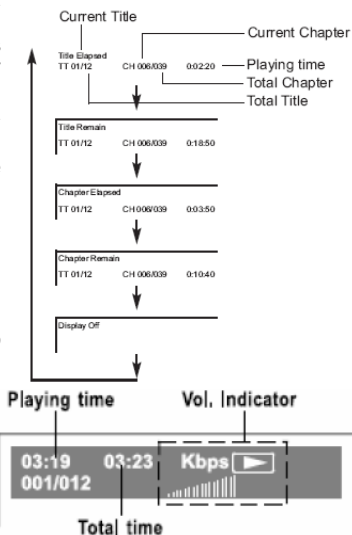 Current Title
Current Chapter
Title Elapsed
TT 01/12 CH 006/039 0:02:20
Playing time
Total Chapter
Total Title
Title Remain
TT 01/12 CH 006/039 0:18:50
Chapter Elapsed
TT 01/12 CH 006/039 0:03:50
Chapter Remain
TT 01/12 CH 006/039 0:10:40
Display Off
Playing time Vol. Indicator
03:19 03:23 Kbps
001/012
Total time